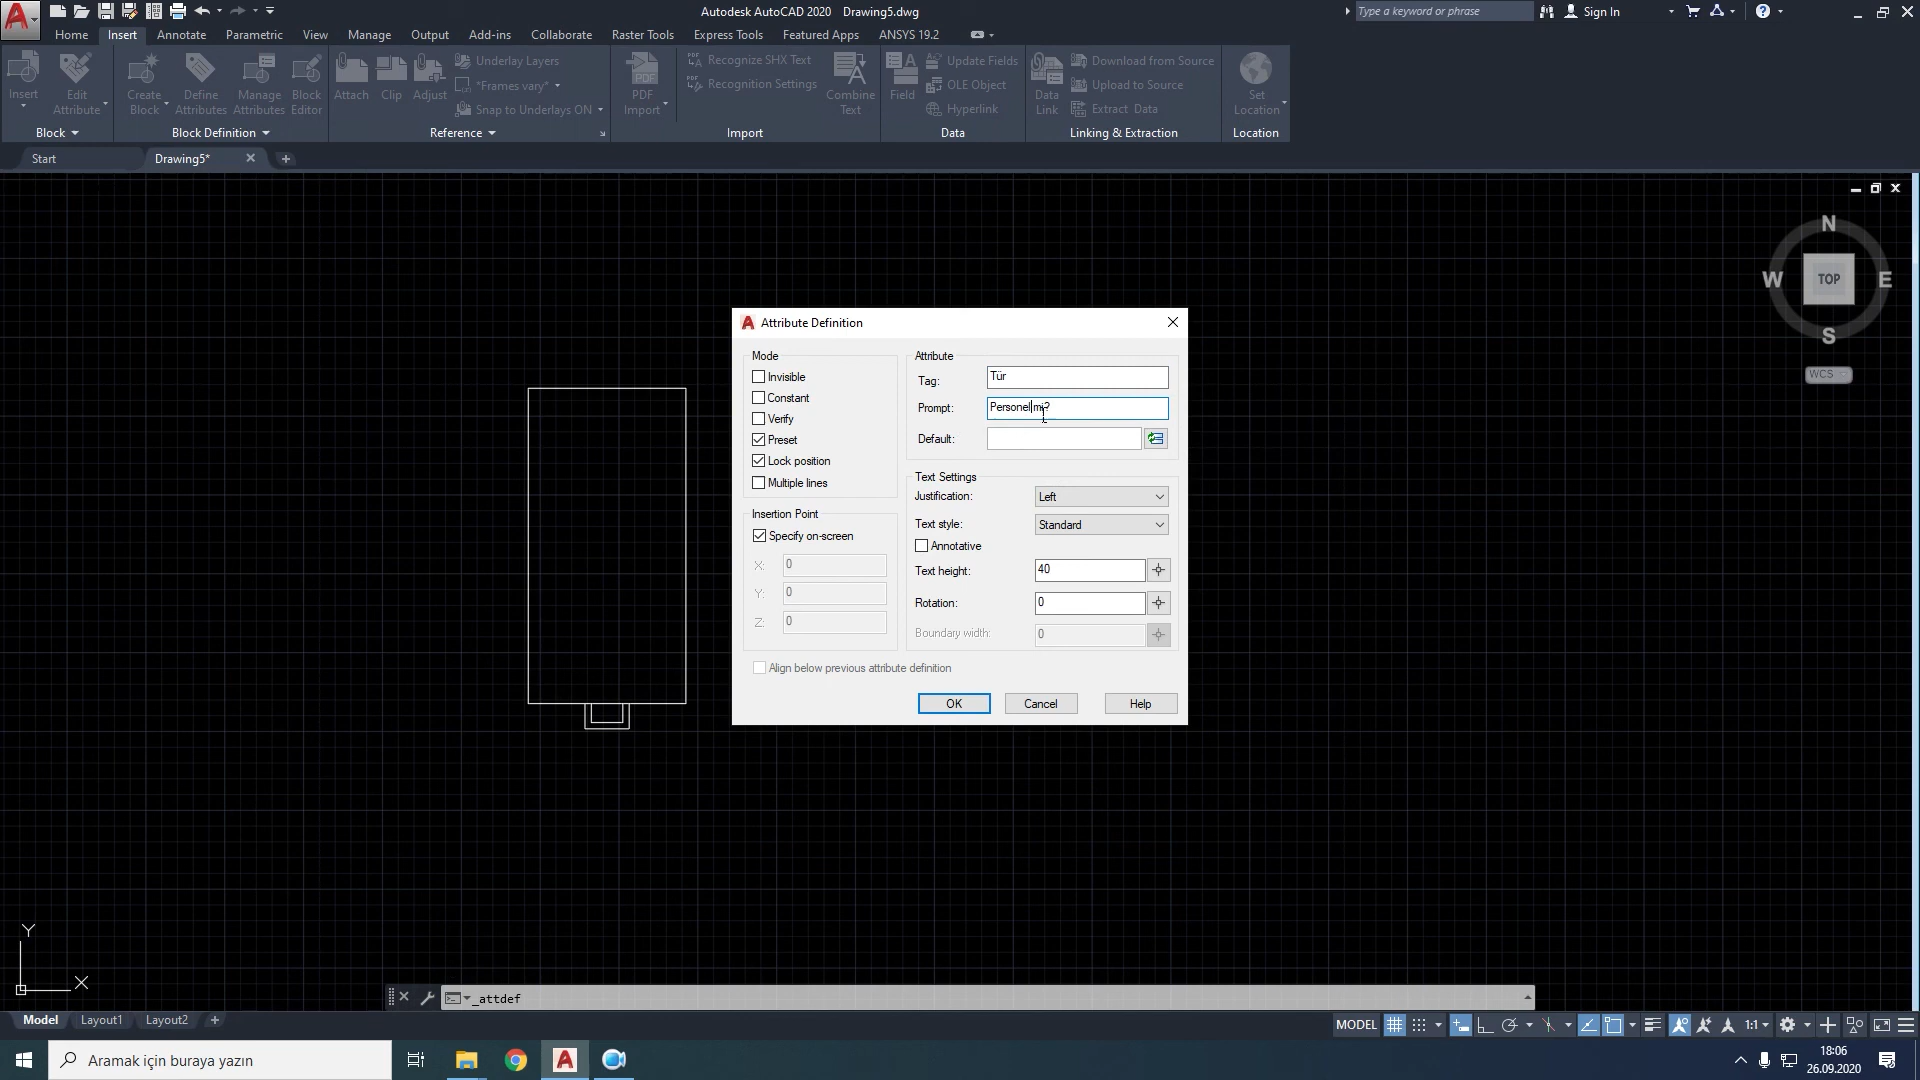 Autodesk AutoCAD 2020 Drawing5.dwg
Type a keyword or phrase
Sign In
Home Insert Annotate Parametric View Manage Output Add-ins Collaborate Raster Tools Express Tools Featured Apps ANSYS 19.2
Insert
Edit Attribute
Create Block
Define Attributes
Manage Attributes
Block Editor
Attach
Clip
Adjust
Underlay Layers
*Frames vary*
Snap to Underlays ON
PDF Import
Recognize SHX Text
Recognition Settings
Combine Text
Field
Update Fields
OLE Object
Hyperlink
Data Link
Download from Source
Upload to Source
Extract Data
Set Location
Block Block Definition Reference Import Data Linking & Extraction Location
Start Drawing5*
N
W TOP E
S
WCS
Attribute Definition
Mode
Invisible
Constant
Verify
Preset
Lock position
Multiple lines
Insertion Point
Specify on-screen
X: 0
Y: 0
Z: 0
Align below previous attribute definition
Attribute
Tag: Tür
Prompt: Personel mi?
Default:
Text Settings
Justification: Left
Text style: Standard
Annotative
Text height: 40
Rotation: 0
Boundary width: 0
OK Cancel Help
Y
X
_attdef
Model Layout1 Layout2
MODEL 1:1
Aramak için buraya yazın
18:06
26.09.2020